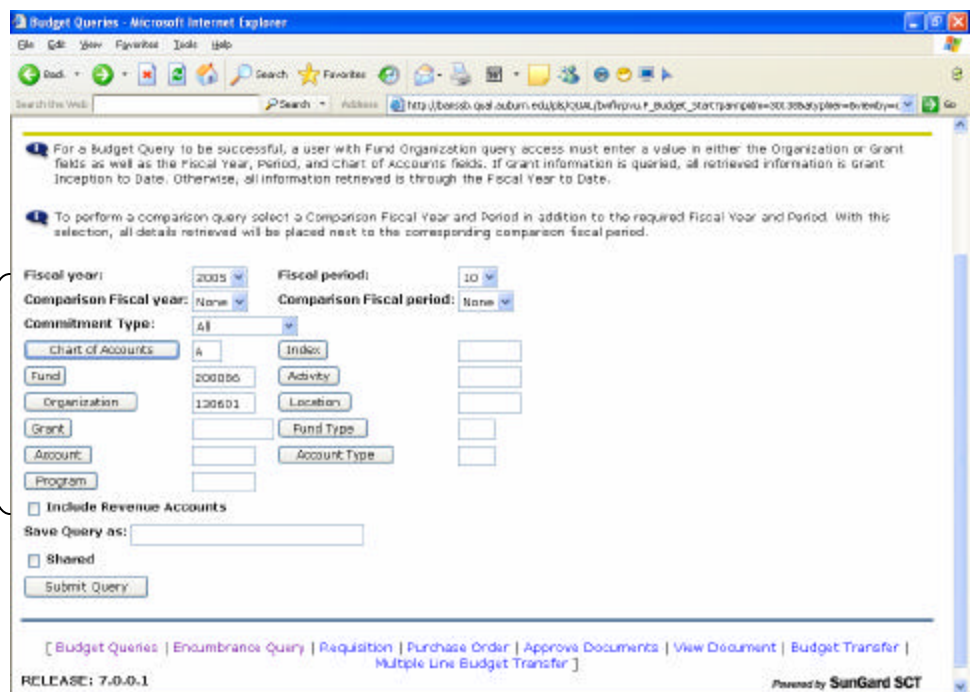 Budget Queries - Microsoft Internet Explorer
File Edit View Favorites Tools Help
Back Search Favorites
Search the Web Search Address
Go
For a Budget Query to be successful, a user with Fund Organization query access must enter a value in either the Organization or Grant
fields as well as the Fiscal Year, Period, and Chart of Accounts fields. If Grant information is queried, all retrieved information is Grant
Inception to Date. Otherwise, all information retrieved is through the Fiscal Year to Date.
To perform a comparison query select a Comparison Fiscal Year and Period in addition to the required Fiscal Year and Period. With this
selection, all details retrieved will be placed next to the corresponding comparison fiscal period.
Fiscal year: 2005 Fiscal period: 10
Comparison Fiscal year: None Comparison Fiscal period: None
Commitment Type: All
Chart of Accounts A Index
Fund Activity
Organization Location
Grant Fund Type
Account Account Type
Program
Include Revenue Accounts
Save Query as:
Shared
Submit Query
[ Budget Queries | Encumbrance Query | Requisition | Purchase Order | Approve Documents | View Document | Budget Transfer |
Multiple Line Budget Transfer ]
RELEASE: 7.0.0.1 Powered by SunGard SCT